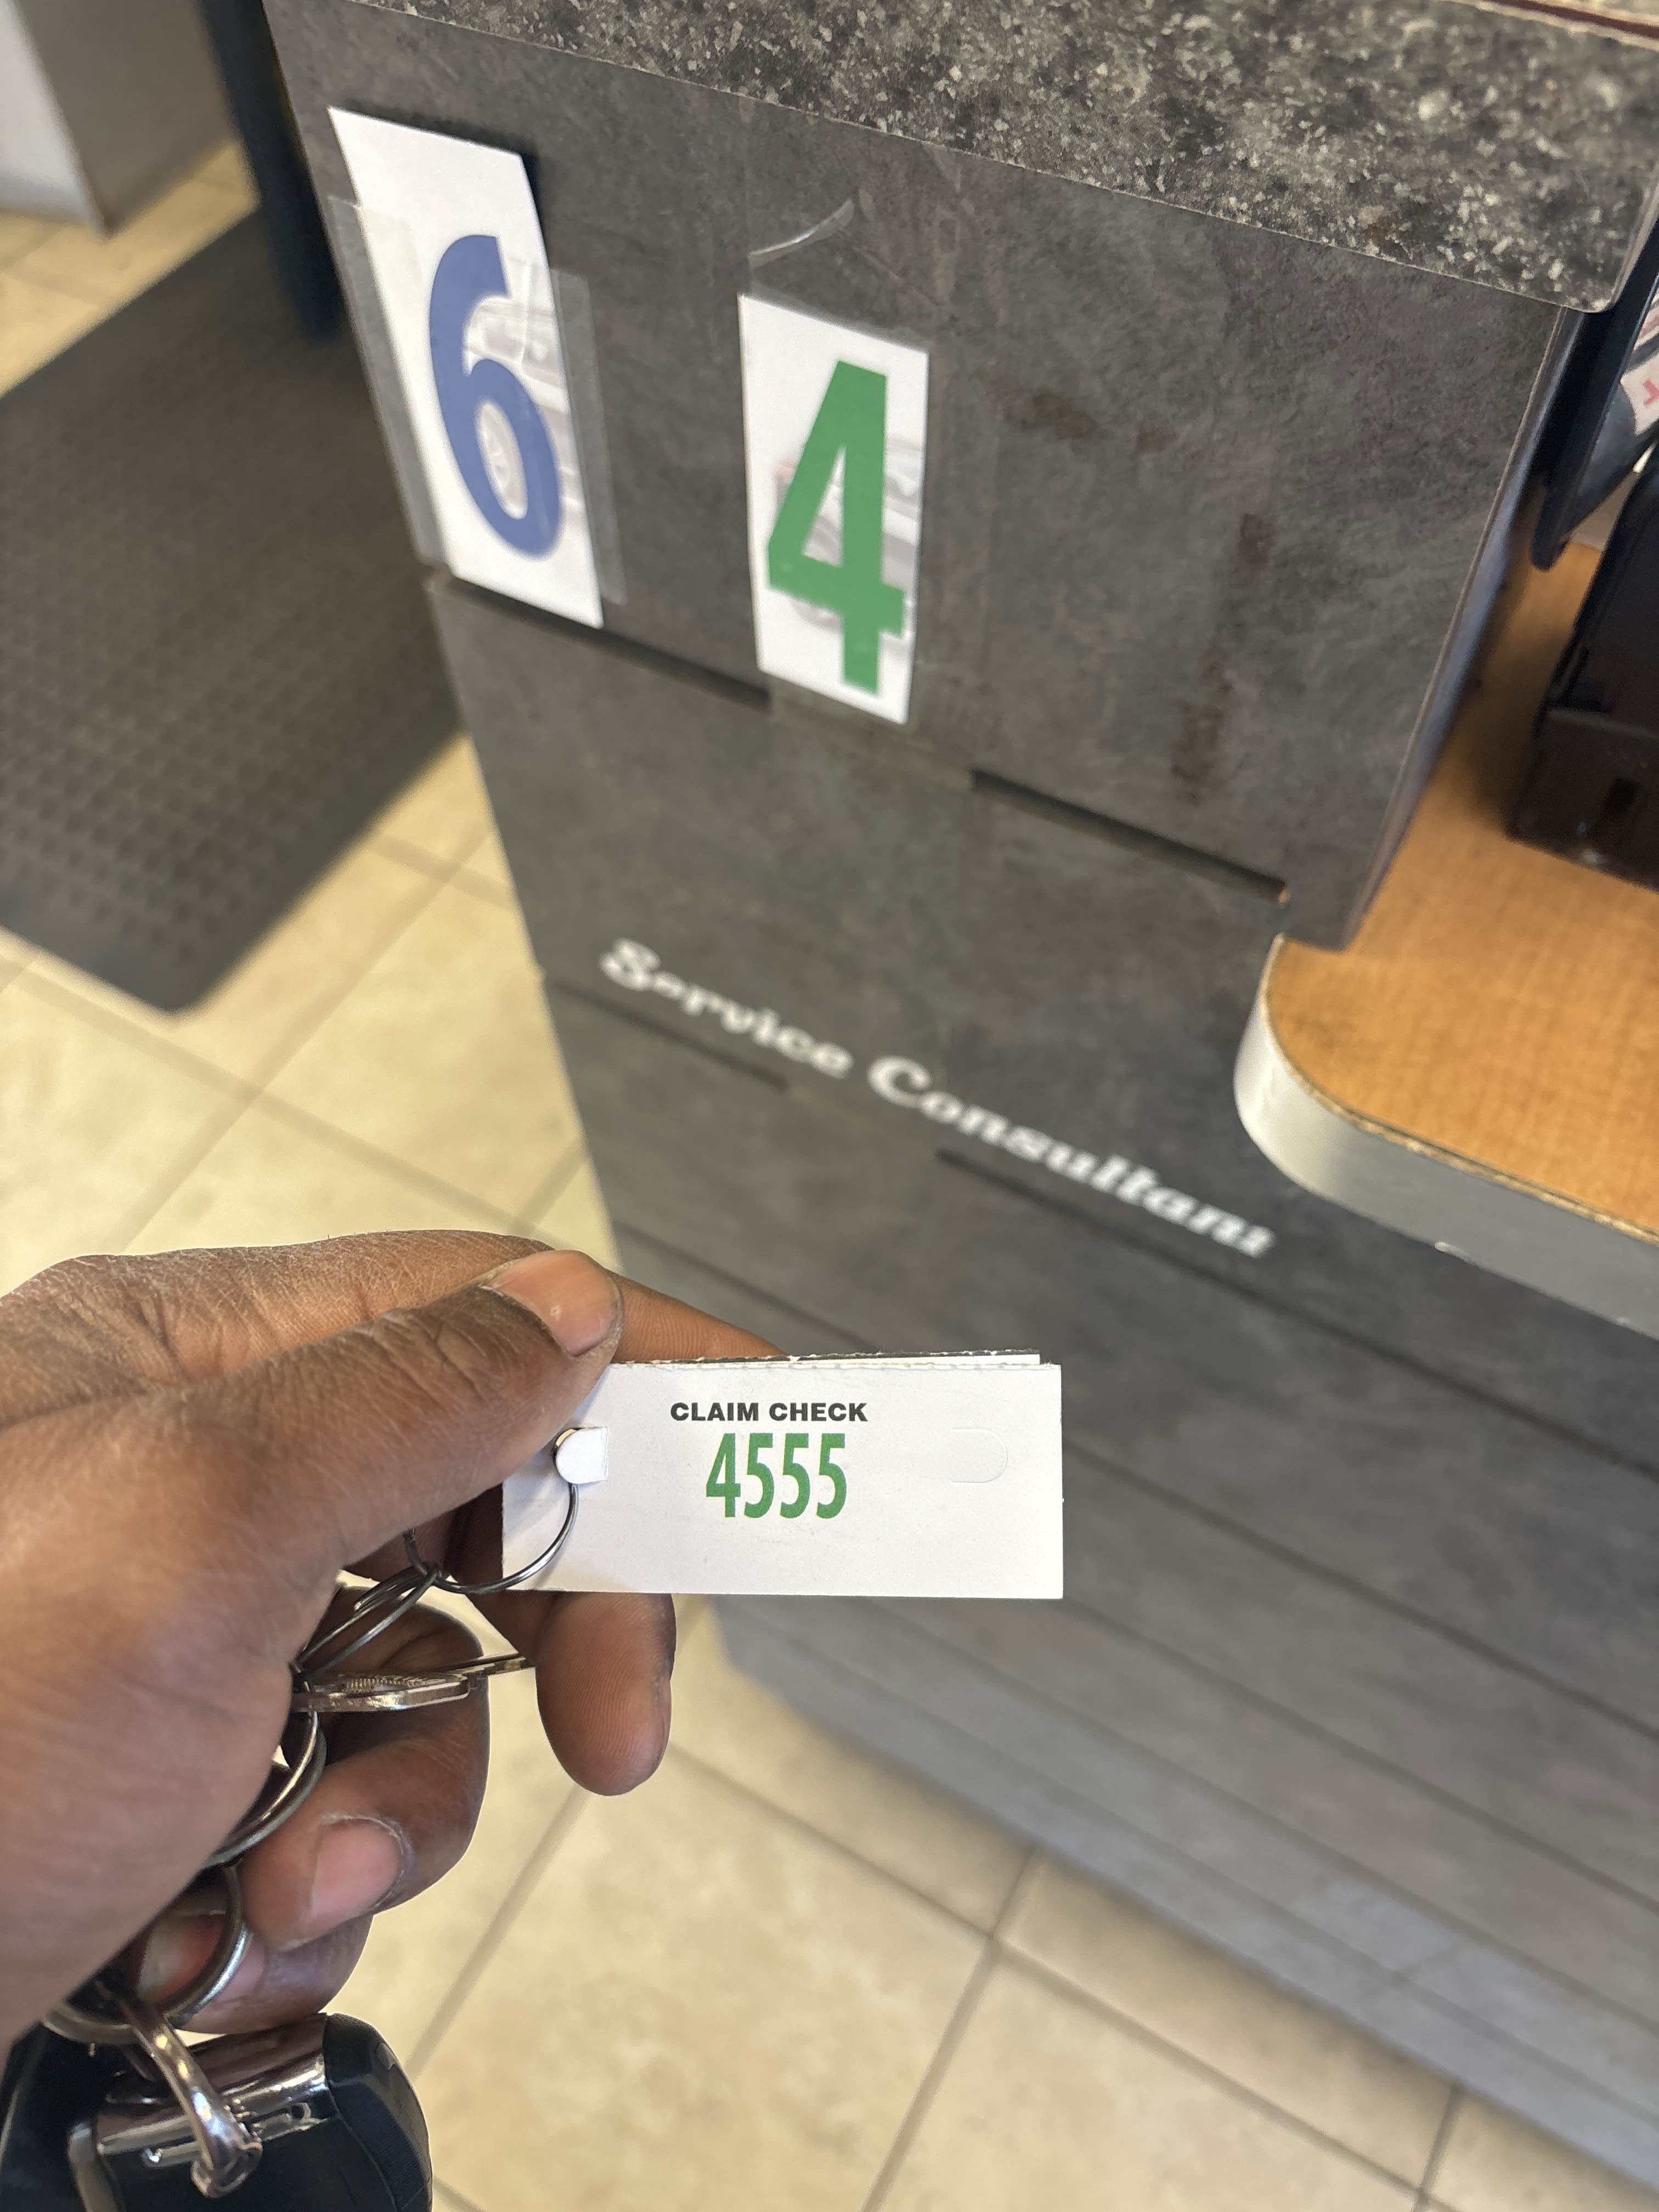 6 4
Service Consultant
CLAIM CHECK
4555